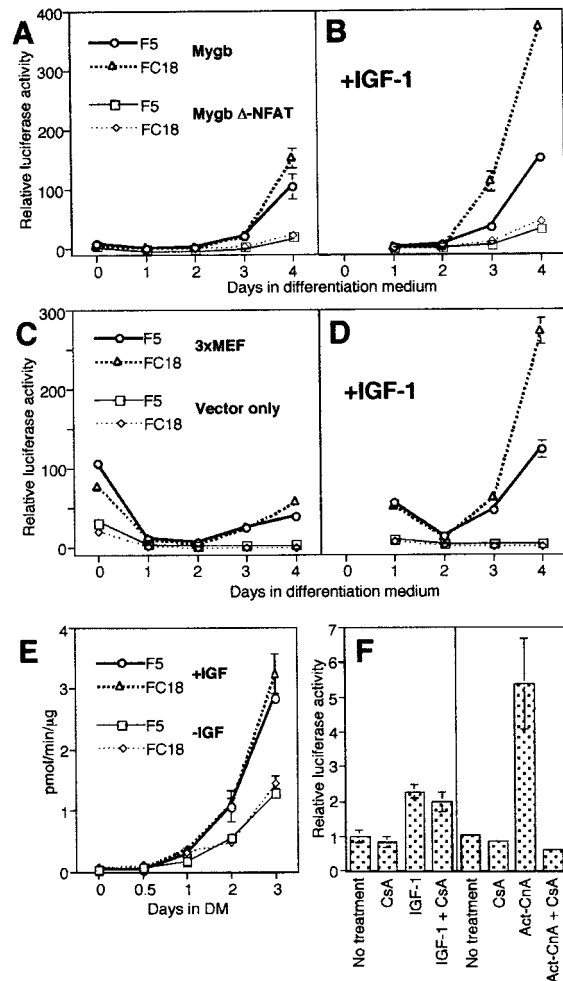 A
F5
Mygb
FC18
F5
Mygb Δ-NFAT
FC18
Relative luciferase activity
400
300
200
100
0
0 1 2 3 4
B
+IGF-1
0 1 2 3 4
Days in differentiation medium
C
F5
3xMEF
FC18
F5
Vector only
FC18
Relative luciferase activity
300
200
100
0
0 1 2 3 4
D
+IGF-1
0 1 2 3 4
Days in differentiation medium
E
F5
+IGF
FC18
F5
-IGF
FC18
pmol/min/µg
4
3
2
1
0
0 0.5 1 2 3
Days in DM
F
Relative luciferase activity
7
6
5
4
3
2
1
0
No treatment
CsA
IGF-1
IGF-1 + CsA
No treatment
CsA
Act-CnA
Act-CnA + CsA